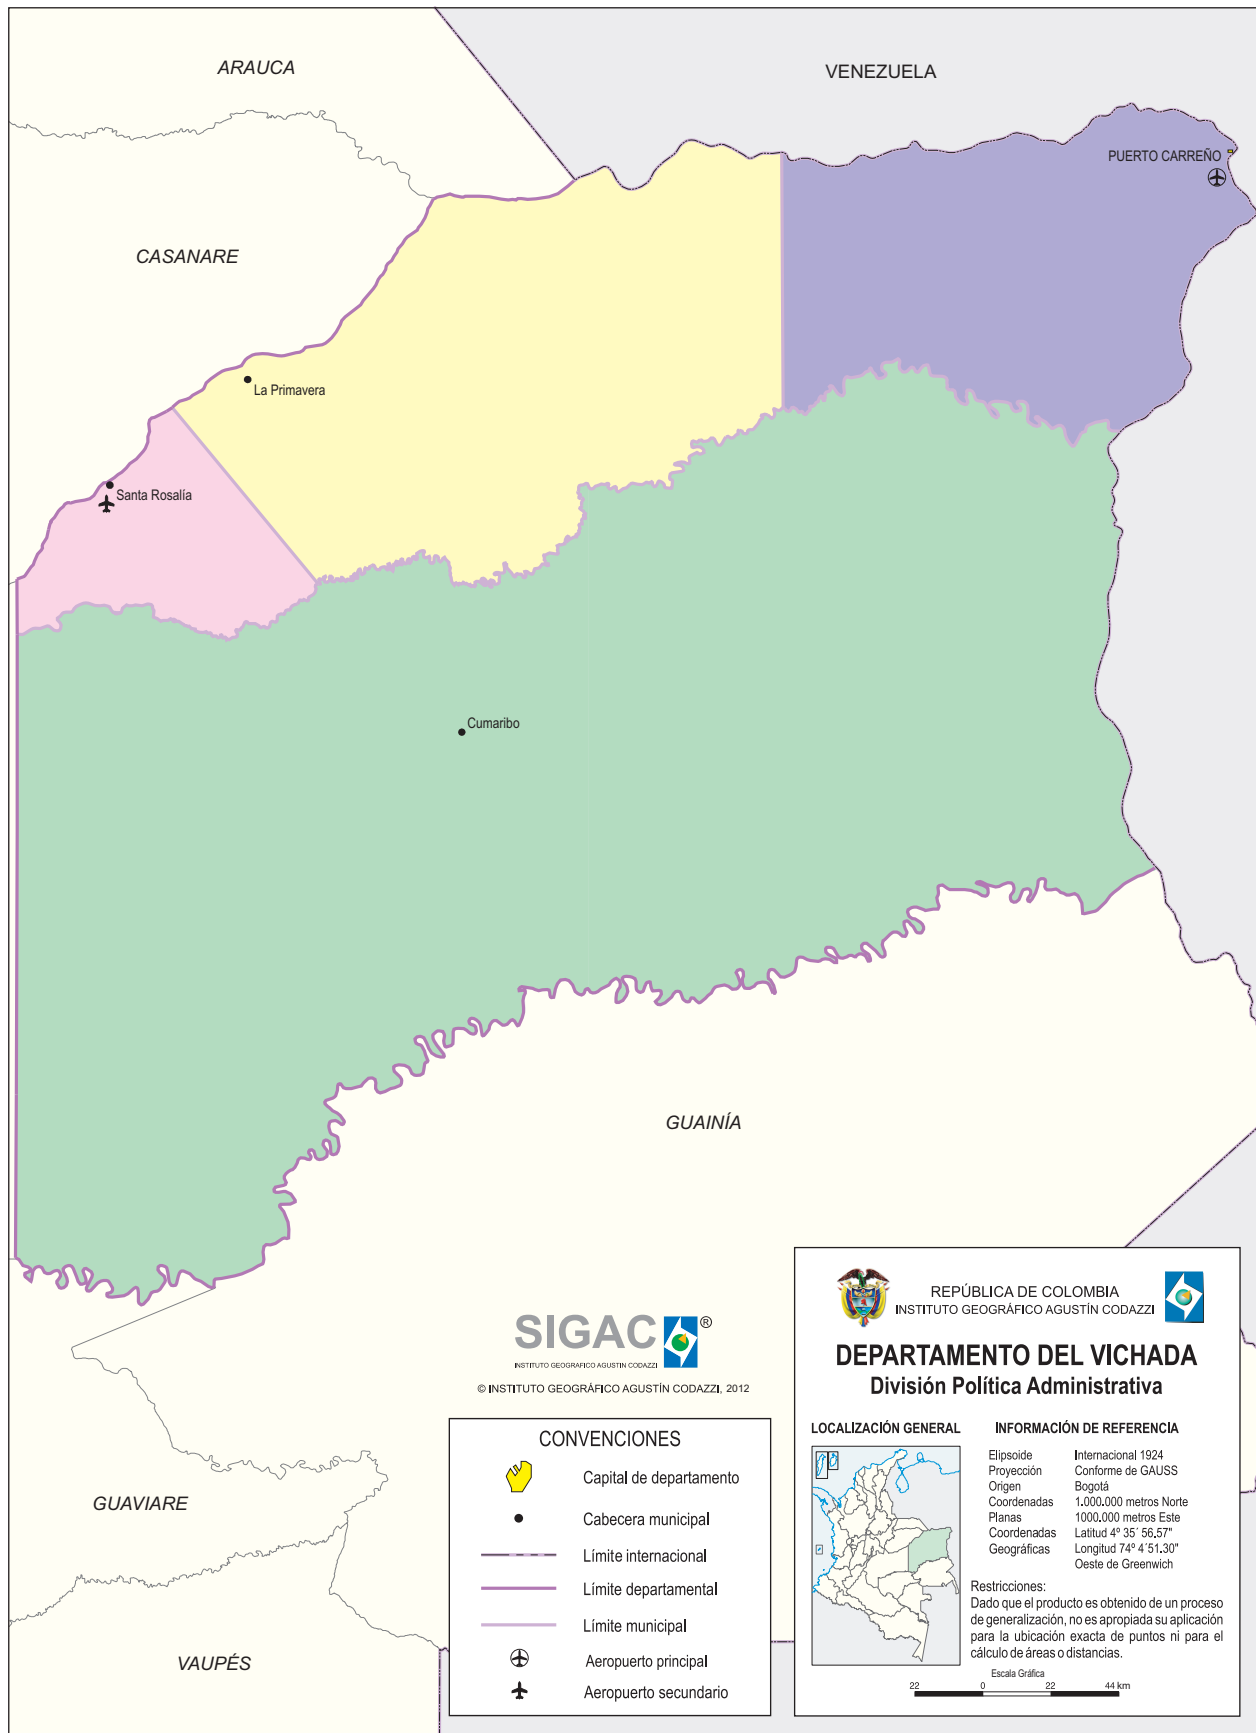 ARAUCA
VENEZUELA
PUERTO CARREÑO
CASANARE
La Primavera
Santa Rosalía
Cumaribo
GUAINÍA
GUAVIARE
VAUPÉS
SIGAC ®
INSTITUTO GEOGRAFICO AGUSTIN CODAZZI
© INSTITUTO GEOGRÁFICO AGUSTÍN CODAZZI, 2012
CONVENCIONES
Capital de departamento
Cabecera municipal
Límite internacional
Límite departamental
Límite municipal
Aeropuerto principal
Aeropuerto secundario
REPÚBLICA DE COLOMBIA
INSTITUTO GEOGRÁFICO AGUSTÍN CODAZZI
DEPARTAMENTO DEL VICHADA
División Política Administrativa
LOCALIZACIÓN GENERAL
INFORMACIÓN DE REFERENCIA
Elipsoide Internacional 1924
Proyección Conforme de GAUSS
Origen Bogotá
Coordenadas 1.000.000 metros Norte
Planas 1000.000 metros Este
Coordenadas Latitud 4º 35´ 56,57"
Geográficas Longitud 74º 4´51.30"
Oeste de Greenwich
Restricciones:
Dado que el producto es obtenido de un proceso
de generalización, no es apropiada su aplicación
para la ubicación exacta de puntos ni para el
cálculo de áreas o distancias.
Escala Gráfica
22 0 22 44 km